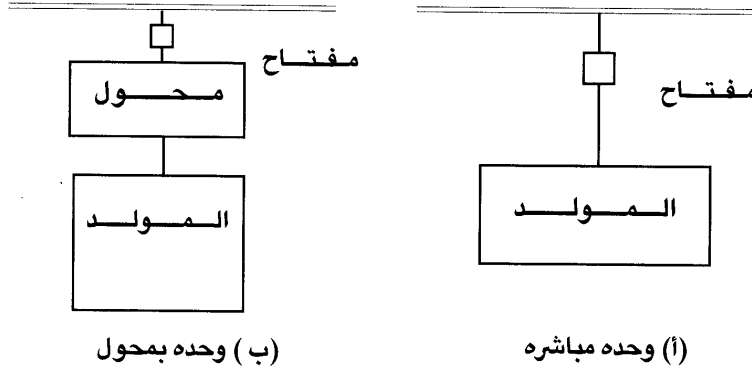 مفتاح
المولد
(أ) وحده مباشره
مفتاح
محول
المولد
(ب) وحده بمحول